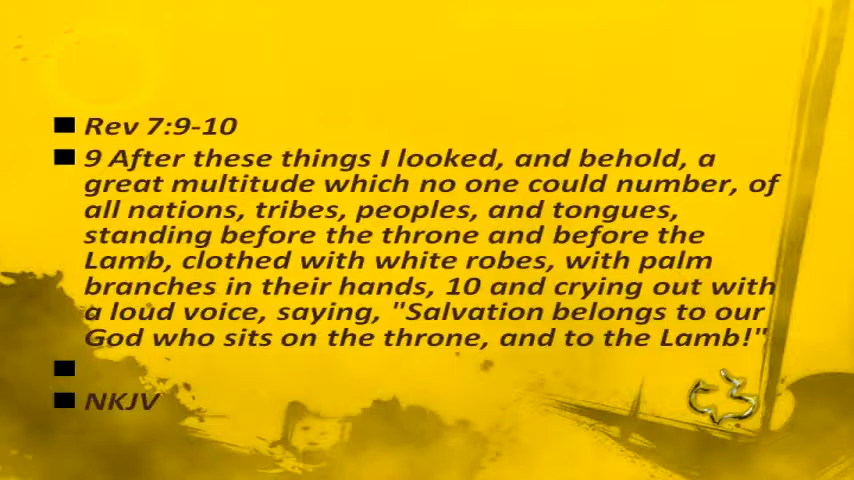 Rev 7:9-10
9 After these things I looked, and behold, a
great multitude which no one could number, of
all nations, tribes, peoples, and tongues,
standing before the throne and before the
Lamb, clothed with white robes, with palm
branches in their hands, 10 and crying out with
a loud voice, saying, "Salvation belongs to our
God who sits on the throne, and to the Lamb!"
NKJV